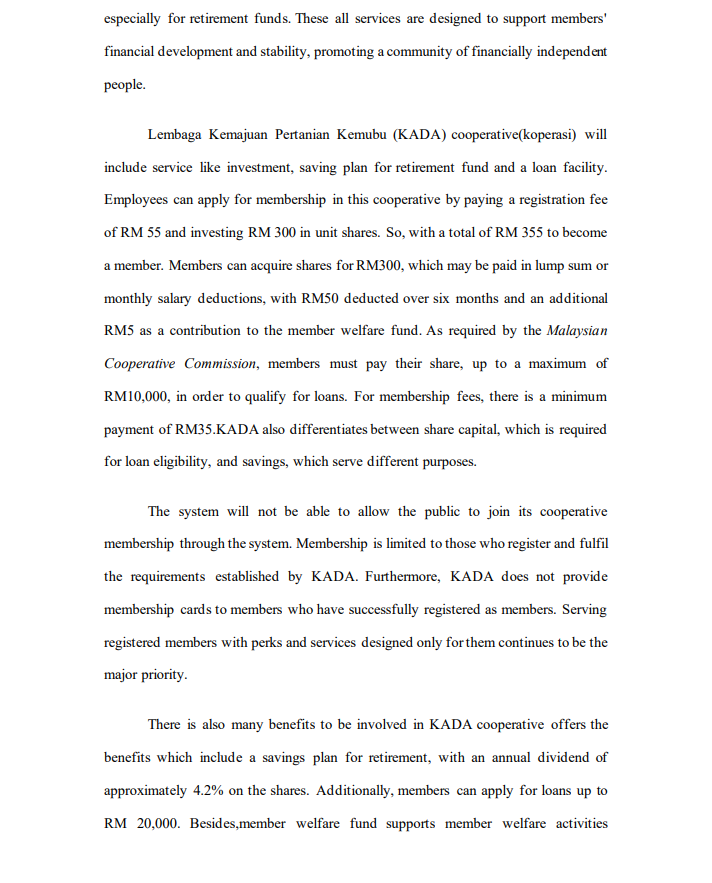 especially for retirement funds. These all services are designed to support members'
financial development and stability, promoting a community of financially independent
people.
Lembaga Kemajuan Pertanian Kemubu (KADA) cooperative(koperasi) will
include service like investment, saving plan for retirement fund and a loan facility.
Employees can apply for membership in this cooperative by paying a registration fee
of RM 55 and investing RM 300 in unit shares. So, with a total of RM 355 to become
a member. Members can acquire shares for RM300, which may be paid in lump sum or
monthly salary deductions, with RM50 deducted over six months and an additional
RM5 as a contribution to the member welfare fund. As required by the Malaysian
Cooperative Commission, members must pay their share, up to a maximum of
RM10,000, in order to qualify for loans. For membership fees, there is a minimum
payment of RM35.KADA also differentiates between share capital, which is required
for loan eligibility, and savings, which serve different purposes.
The system will not be able to allow the public to join its cooperative
membership through the system. Membership is limited to those who register and fulfil
the requirements established by KADA. Furthermore, KADA does not provide
membership cards to members who have successfully registered as members. Serving
registered members with perks and services designed only for them continues to be the
major priority.
There is also many benefits to be involved in KADA cooperative offers the
benefits which include a savings plan for retirement, with an annual dividend of
approximately 4.2% on the shares. Additionally, members can apply for loans up to
RM 20,000. Besides,member welfare fund supports member welfare activities